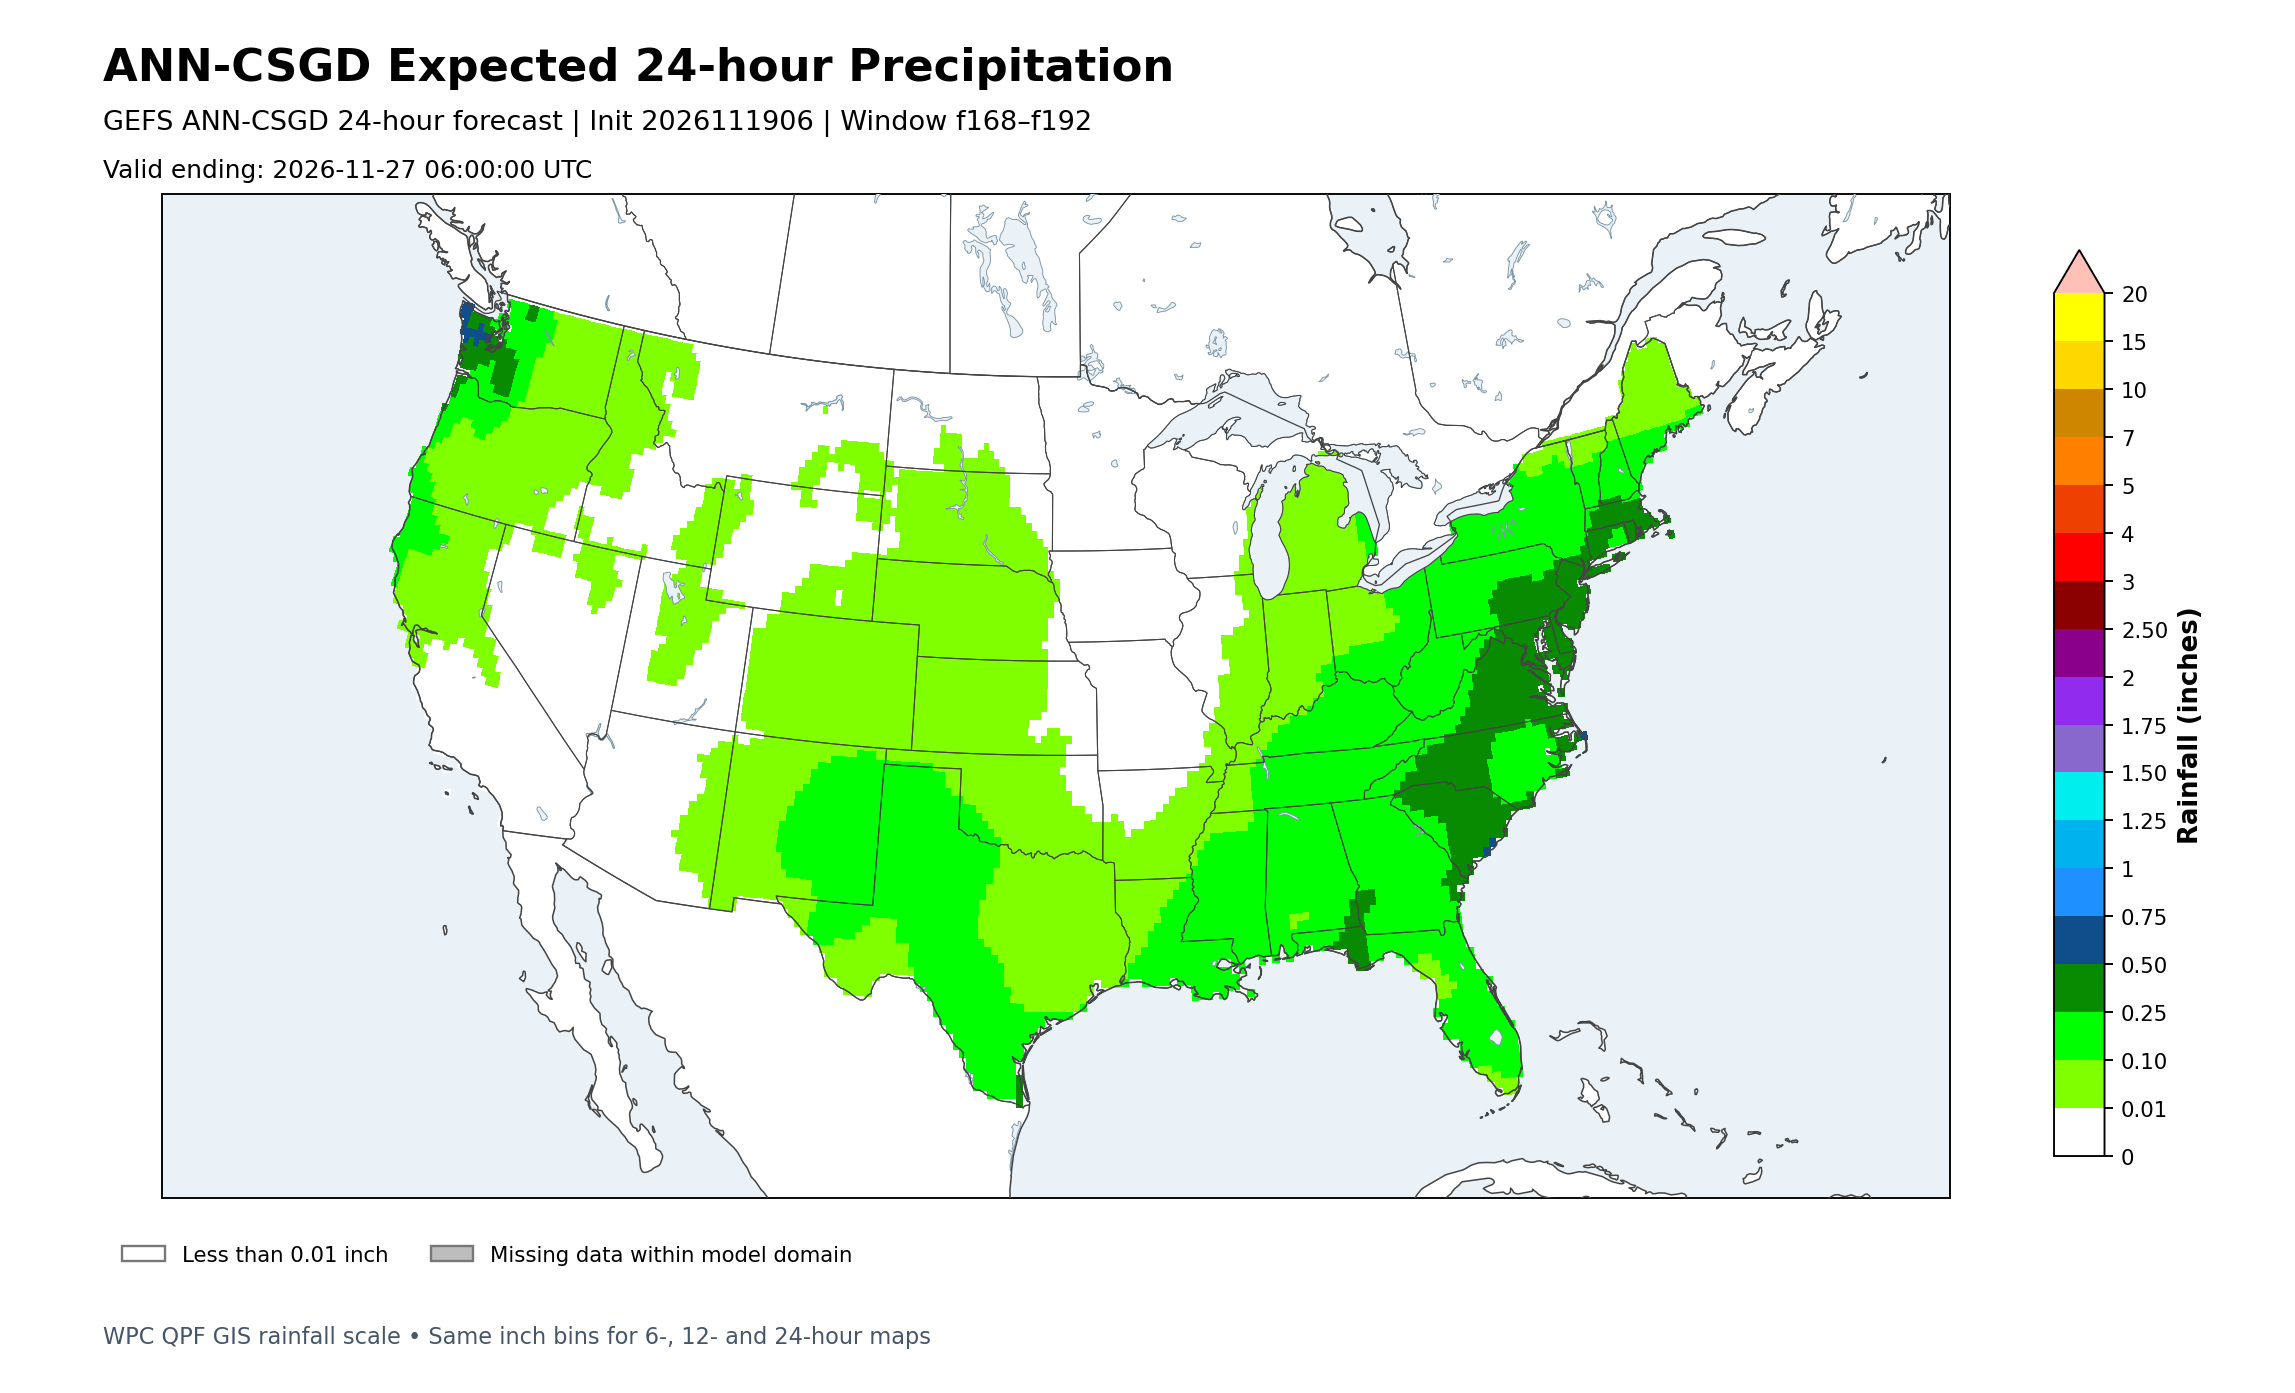 ANN-CSGD Expected 24-hour Precipitation
GEFS ANN-CSGD 24-hour forecast | Init 2026111906 | Window f168–f192
Valid ending: 2026-11-27 06:00:00 UTC
20
15
10
7
5
4
3
2.50
2
1.75
1.50
1.25
1
0.75
0.50
0.25
0.10
0.01
0
Rainfall (inches)
Less than 0.01 inch
Missing data within model domain
WPC QPF GIS rainfall scale • Same inch bins for 6-, 12- and 24-hour maps